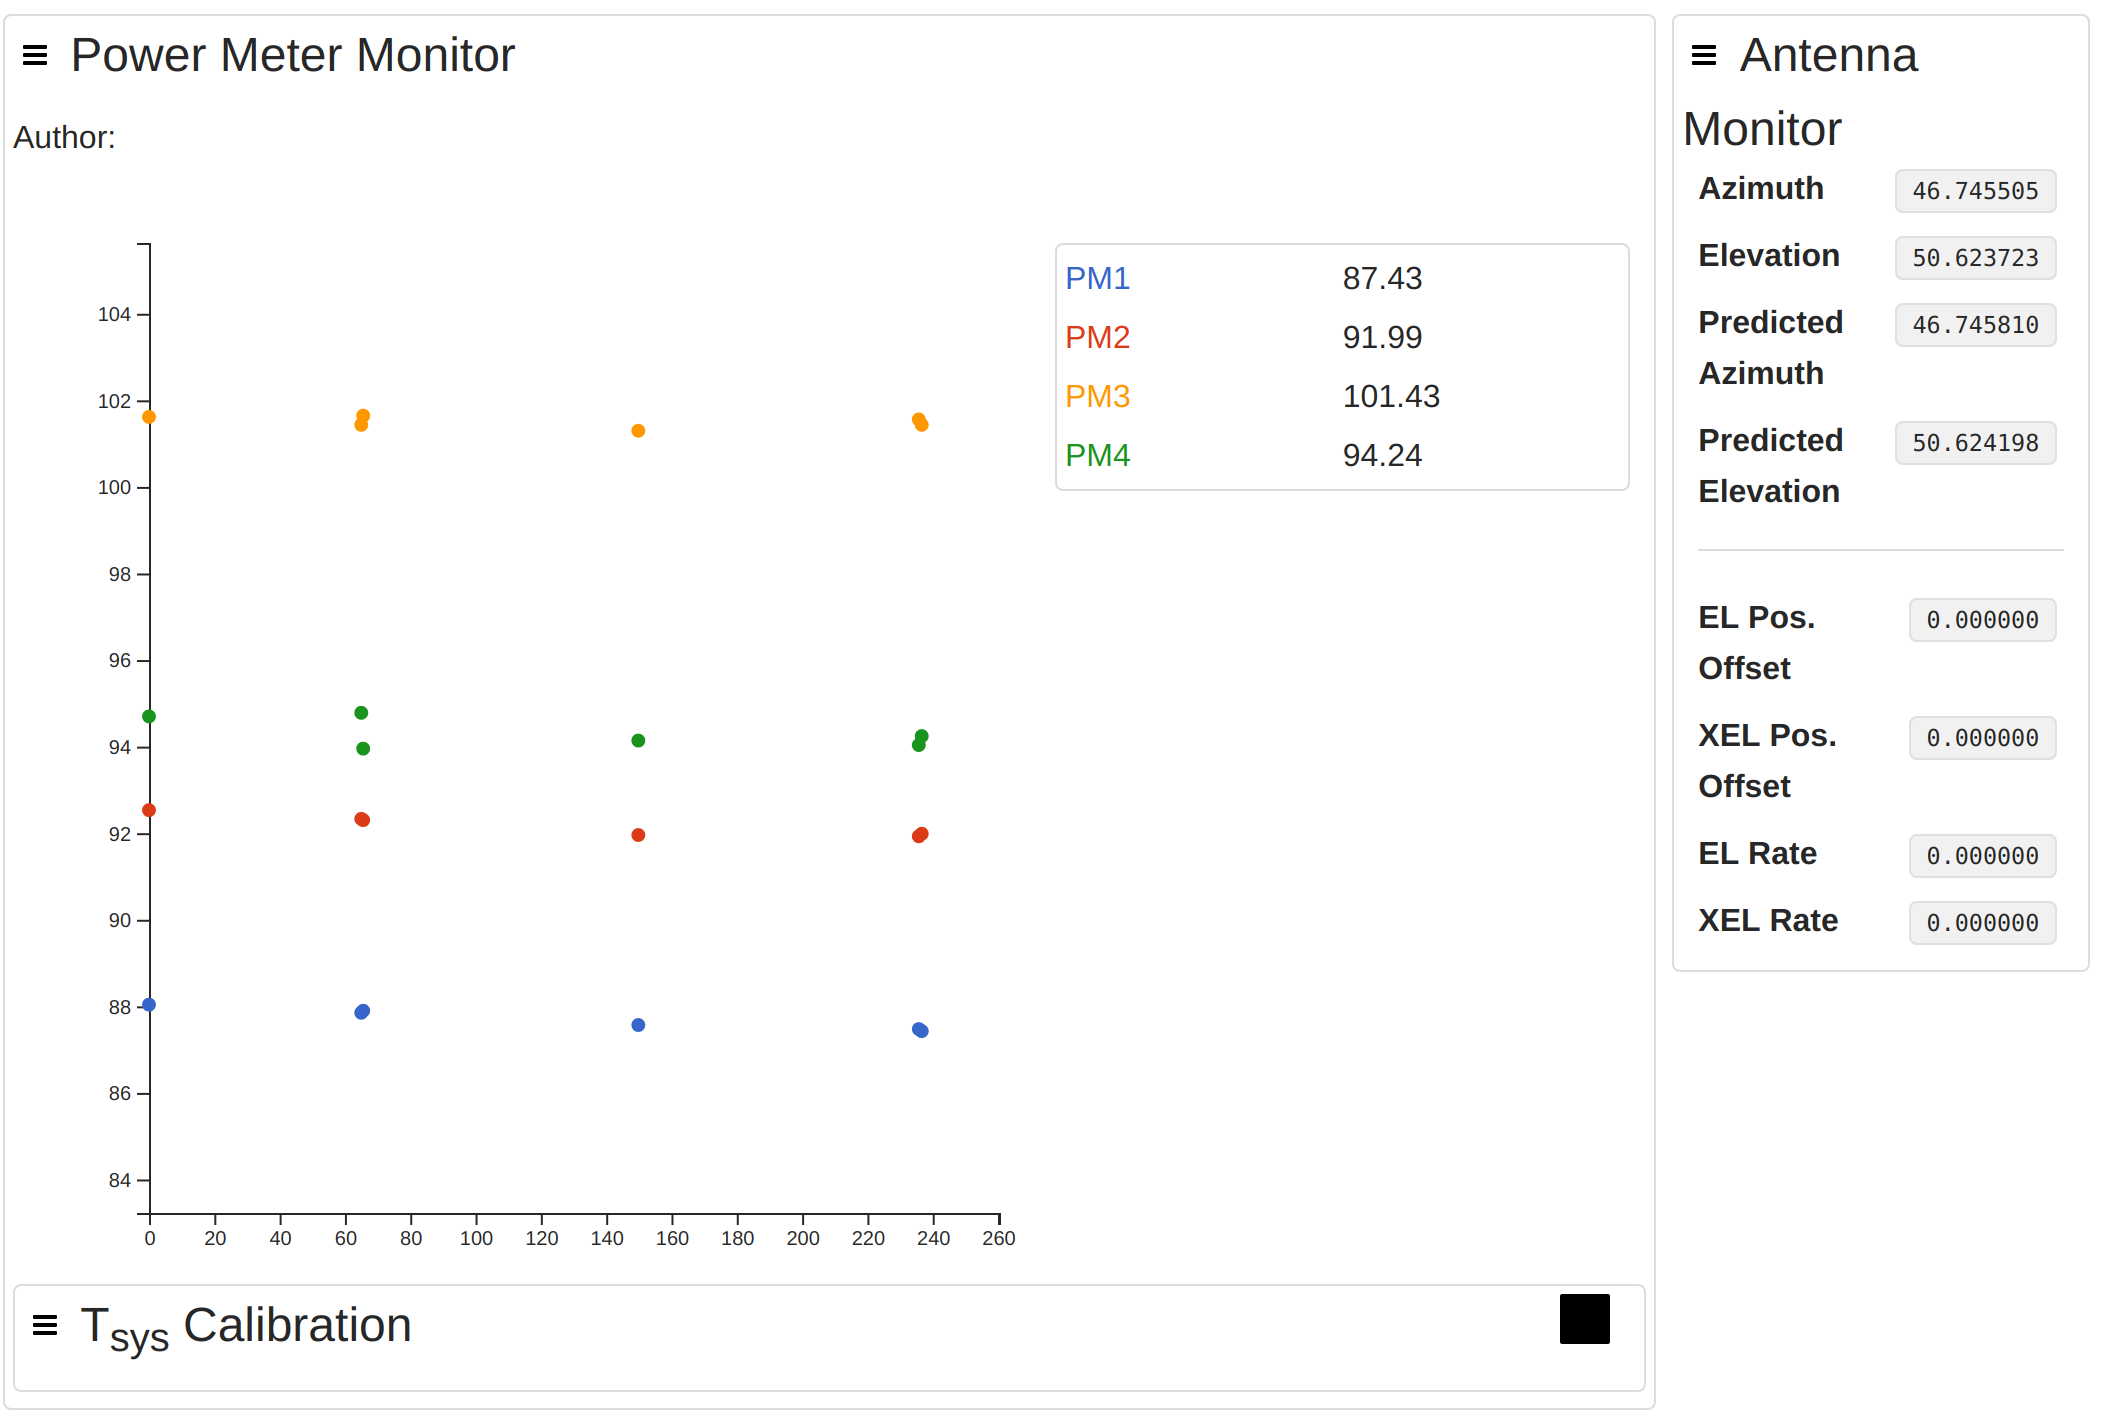 Power Meter Monitor
Author:
104
102
100
98
96
94
92
90
88
86
84
0 20 40 60 80 100 120 140 160 180 200 220 240 260
PM1 87.43
PM2 91.99
PM3 101.43
PM4 94.24
Tsys Calibration
Antenna
Monitor
Azimuth 46.745505
Elevation 50.623723
Predicted 46.745810
Azimuth
Predicted 50.624198
Elevation
EL Pos. 0.000000
Offset
XEL Pos. 0.000000
Offset
EL Rate 0.000000
XEL Rate 0.000000